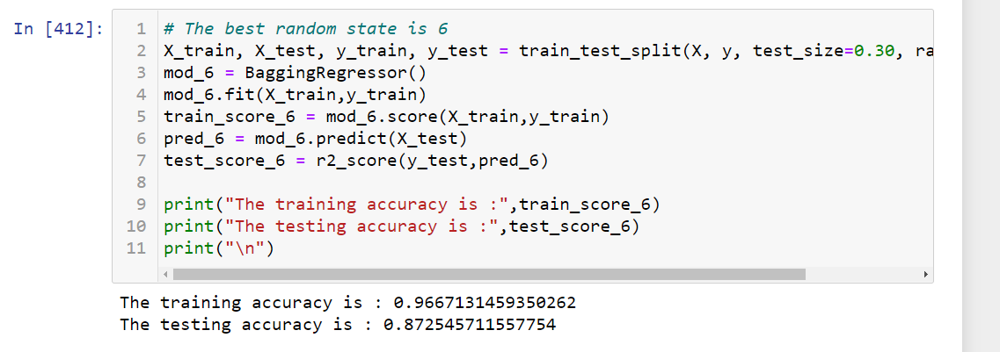 In [412]:
1 # The best random state is 6
2 X_train, X_test, y_train, y_test = train_test_split(X, y, test_size=0.30, ra
3 mod_6 = BaggingRegressor()
4 mod_6.fit(X_train,y_train)
5 train_score_6 = mod_6.score(X_train,y_train)
6 pred_6 = mod_6.predict(X_test)
7 test_score_6 = r2_score(y_test,pred_6)
8
9 print("The training accuracy is :",train_score_6)
10 print("The testing accuracy is :",test_score_6)
11 print("\n")
The training accuracy is : 0.9667131459350262
The testing accuracy is : 0.872545711557754